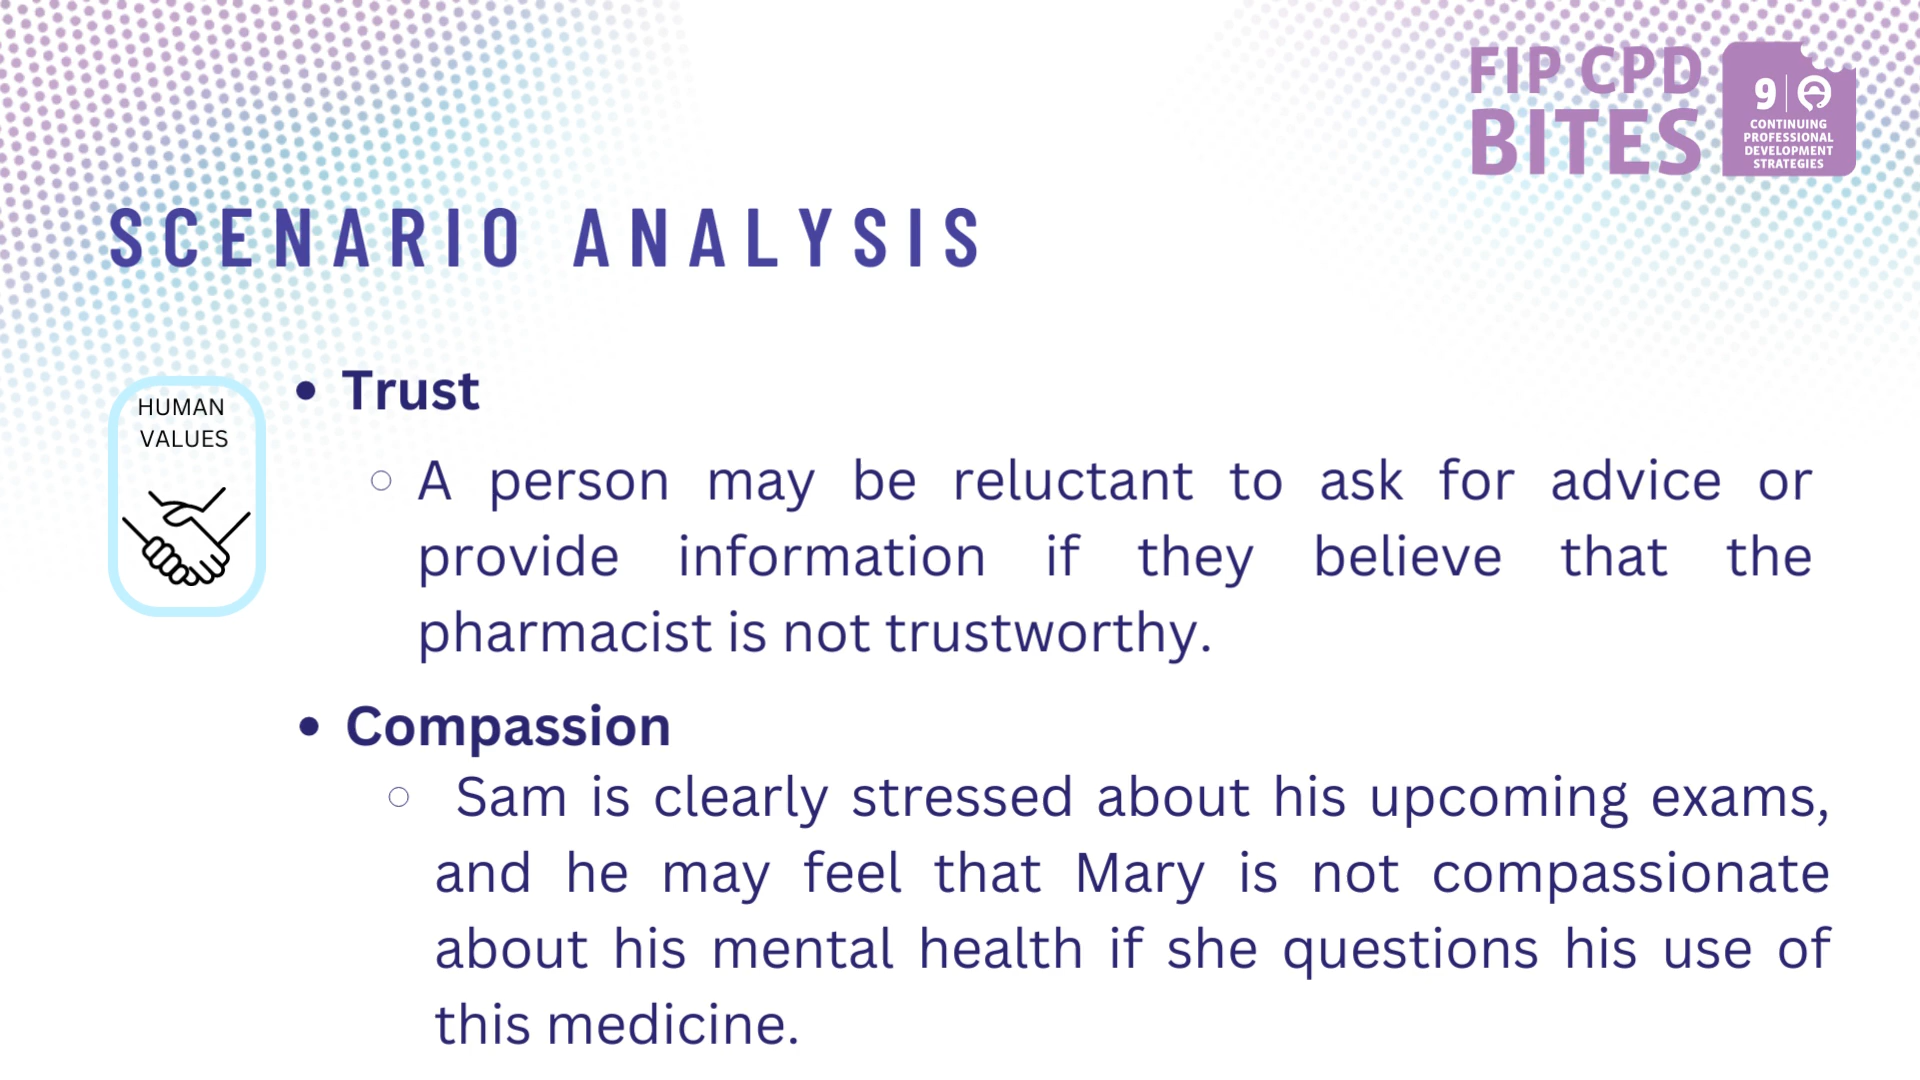 FIP CPD
BITES
9
CONTINUING
PROFESSIONAL
DEVELOPMENT
STRATEGIES
SCENARIO ANALYSIS
HUMAN
VALUES
• Trust
○ A person may be reluctant to ask for advice or
provide information if they believe that the
pharmacist is not trustworthy.
• Compassion
○ Sam is clearly stressed about his upcoming exams,
and he may feel that Mary is not compassionate
about his mental health if she questions his use of
this medicine.